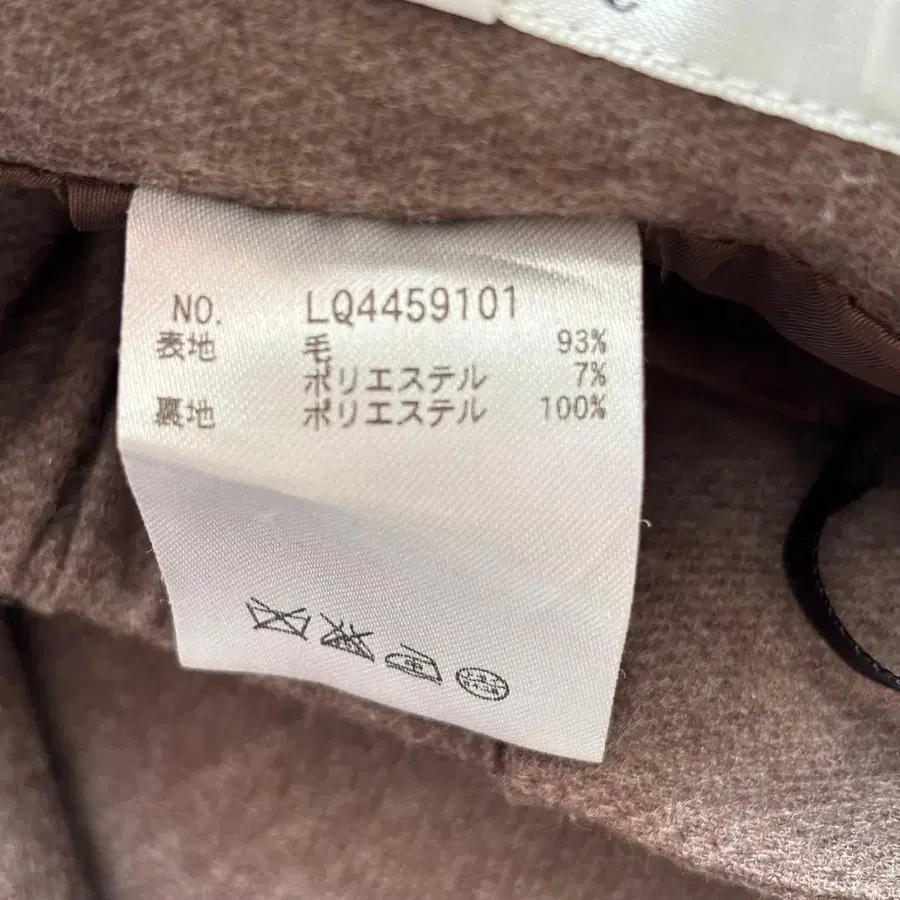 NO. LQ4459101
表地 毛 93%
ポリエステル 7%
裏地 ポリエステル 100%